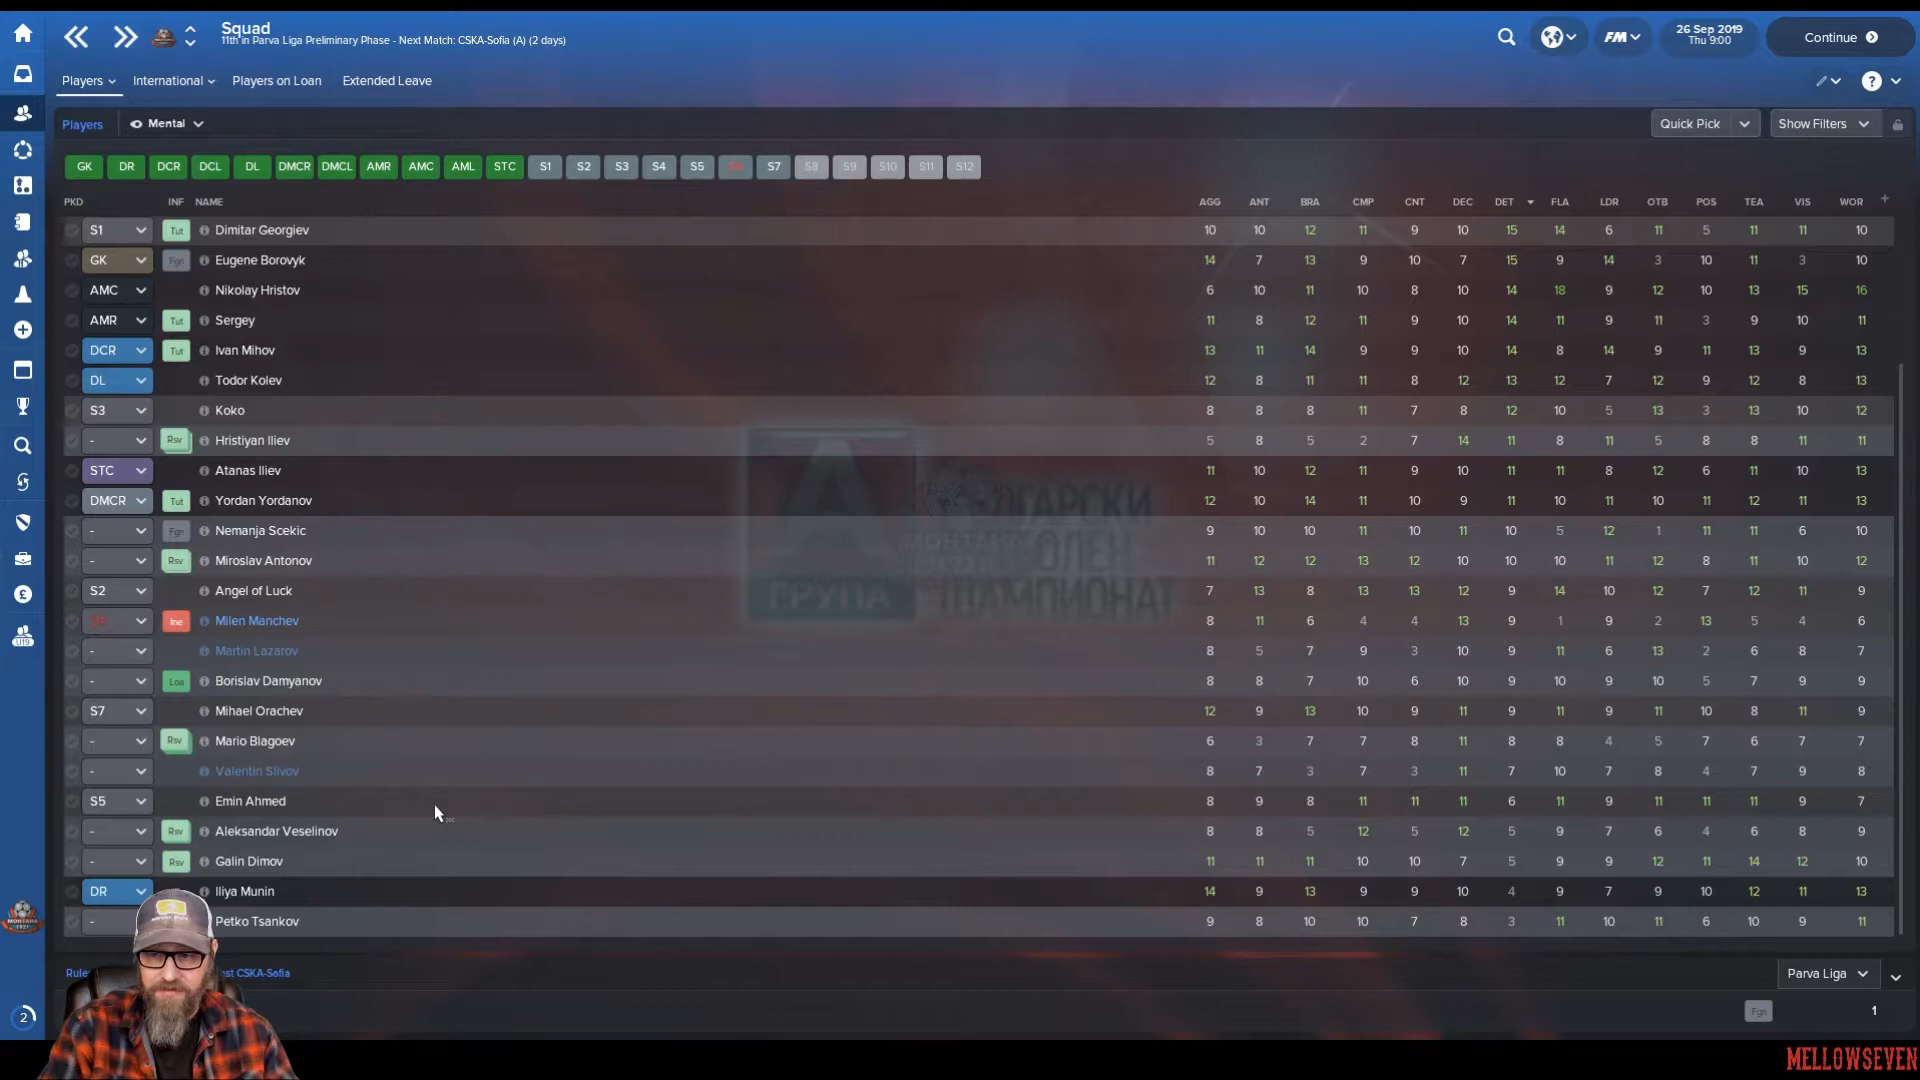 Squad
11th in Parva Liga Preliminary Phase - Next Match: CSKA-Sofia (A) (2 days)
FM
26 Sep 2019
Thu 9:00
Continue
Players International Players on Loan Extended Leave
Players Mental Quick Pick Show Filters
GK DR DCR DCL DL DMCR DMCL AMR AMC AML STC S1 S2 S3 S4 S5 S6 S7 S8 S9 S10 S11 S12
PKD INF NAME AGG ANT BRA CMP CNT DEC DET FLA LDR OTB POS TEA VIS WOR
S1 Tut Dimitar Georgiev 10 10 12 11 9 10 15 14 6 11 5 11 11 10
GK Fgn Eugene Borovyk 14 7 13 9 10 7 15 9 14 3 10 11 3 10
AMC Nikolay Hristov 6 10 11 10 8 10 14 18 9 12 10 13 15 16
AMR Tut Sergey 11 8 12 11 9 10 14 11 9 11 3 9 10 11
DCR Tut Ivan Mihov 13 11 14 9 9 10 14 8 14 9 11 13 9 13
DL Todor Kolev 12 8 11 11 8 12 13 12 7 12 9 12 8 13
S3 Koko 8 8 8 11 7 8 12 10 5 13 3 13 10 12
- Rsv Hristiyan Iliev 5 8 5 2 7 14 11 8 11 5 8 8 11 11
STC Atanas Iliev 11 10 12 11 9 10 11 11 8 12 6 11 10 13
DMCR Tut Yordan Yordanov 12 10 14 11 10 9 11 10 11 10 11 12 11 13
- Fgn Nemanja Scekic 9 10 10 11 10 11 10 5 12 1 11 11 6 10
- Rsv Miroslav Antonov 11 12 12 13 12 10 10 10 11 12 8 11 10 12
S2 Angel of Luck 7 13 8 13 13 12 9 14 10 12 7 12 11 9
S6 Ine Milen Manchev 8 11 6 4 4 13 9 1 9 2 13 5 4 6
- Martin Lazarov 8 5 7 9 3 10 9 11 6 13 2 6 8 7
- Loa Borislav Damyanov 8 8 7 10 6 10 9 10 9 10 5 7 9 9
S7 Mihael Orachev 12 9 13 10 9 11 9 11 9 11 10 8 11 9
- Rsv Mario Blagoev 6 3 7 7 8 11 8 8 4 5 7 6 7 7
- Valentin Slivov 8 7 3 7 3 11 7 10 7 8 4 7 9 8
S5 Emin Ahmed 8 9 8 11 11 11 6 11 9 11 11 11 9 7
- Rsv Aleksandar Veselinov 8 8 5 12 5 12 5 9 7 6 4 6 8 9
- Rsv Galin Dimov 11 11 11 10 10 7 5 9 9 12 11 14 12 10
DR Iliya Munin 14 9 13 9 9 10 4 9 7 9 10 12 11 13
- Petko Tsankov 9 8 10 10 7 8 3 11 10 11 6 10 9 11
CSKA-Sofia Parva Liga
Fgn 1
2
U19
МОНТАНА
1921
ГРУПА
ШАМПИОНАТ
MELLOWSEVEN